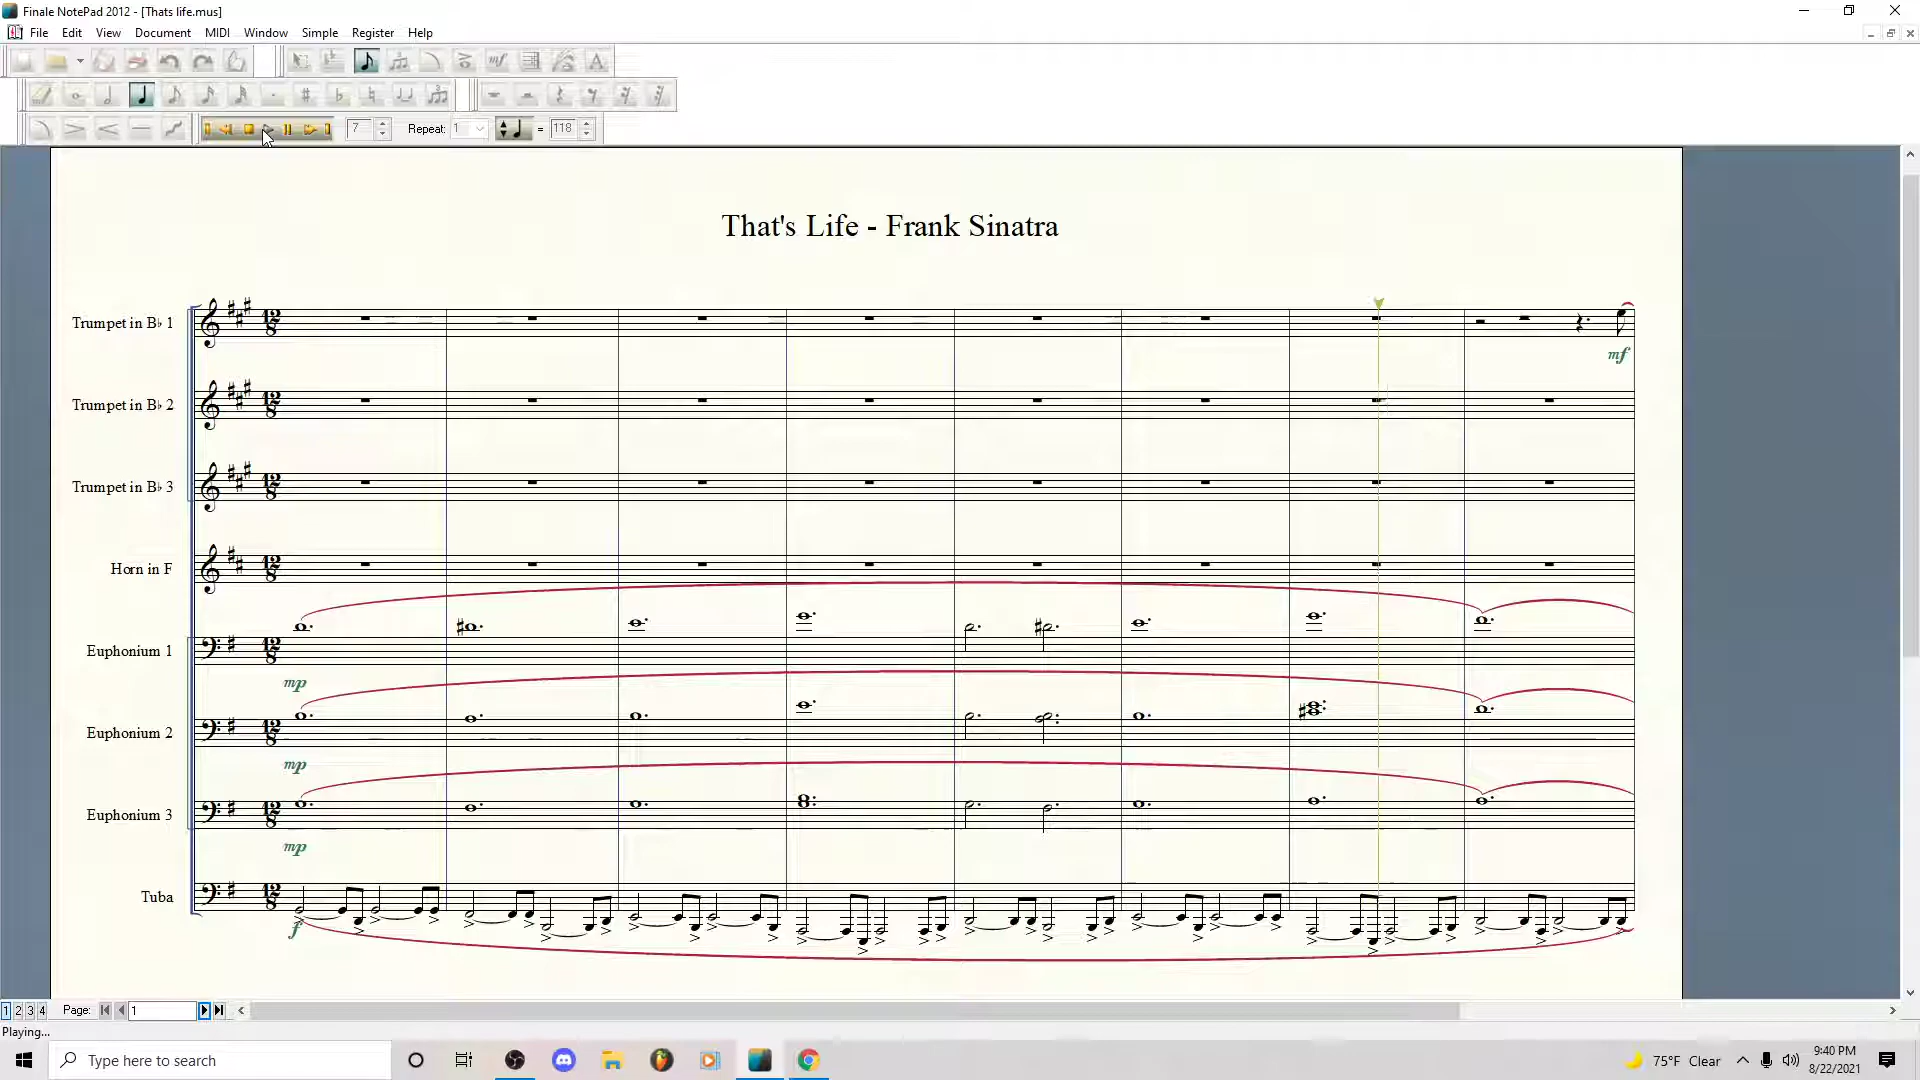 Finale NotePad 2012 - [Thats life.mus]
File Edit View Document MIDI Window Simple Register Help
7 Repeat: 1 = 118
That's Life - Frank Sinatra
Trumpet in B♭ 1
mf
Trumpet in B♭ 2
Trumpet in B♭ 3
Horn in F
Euphonium 1
mp
Euphonium 2
mp
Euphonium 3
mp
Tuba
f
1 2 3 4 Page: 1
Playing...
Type here to search
75°F Clear
9:40 PM
8/22/2021